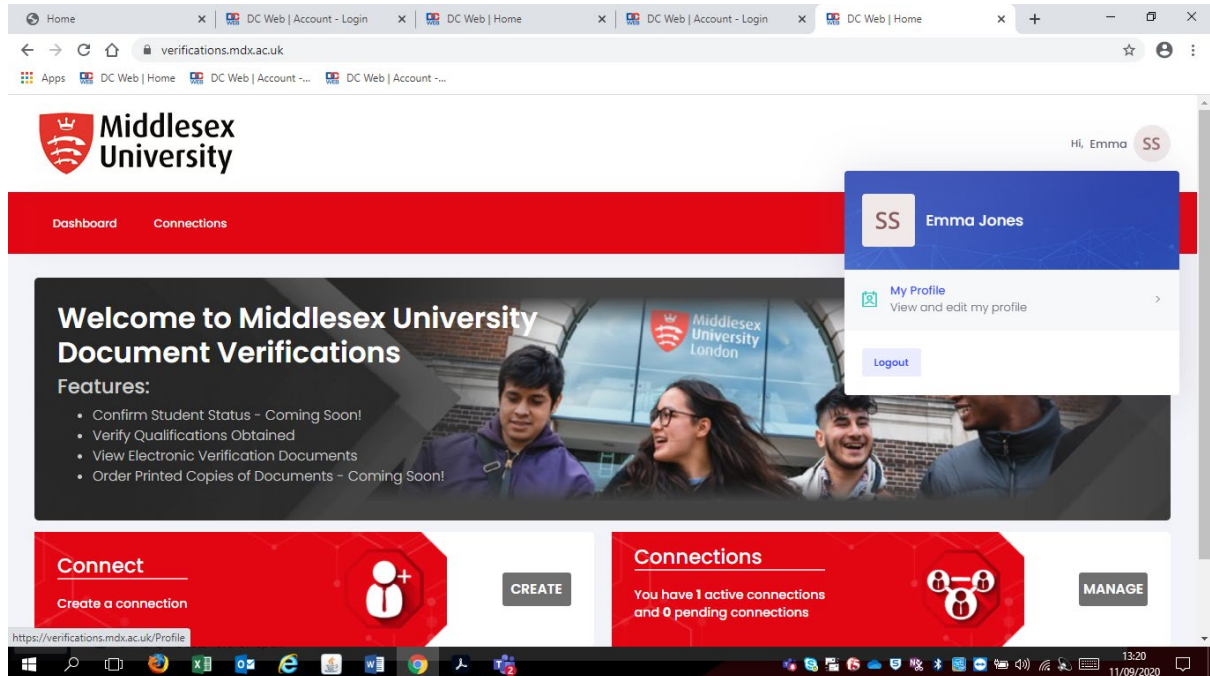 Home
DC Web | Account - Login
DC Web | Home
DC Web | Account - Login
DC Web | Home
verifications.mdx.ac.uk
Apps
DC Web | Home
DC Web | Account -...
DC Web | Account -...
Middlesex
University
Hi, Emma SS
Dashboard
Connections
SS
Emma Jones
My Profile
View and edit my profile
Logout
Welcome to Middlesex University
Document Verifications
Features:
• Confirm Student Status - Coming Soon!
• Verify Qualifications Obtained
• View Electronic Verification Documents
• Order Printed Copies of Documents - Coming Soon!
Middlesex
University
London
Connect
Create a connection
CREATE
Connections
You have 1 active connections
and 0 pending connections
MANAGE
https://verifications.mdx.ac.uk/Profile
13:20
11/09/2020